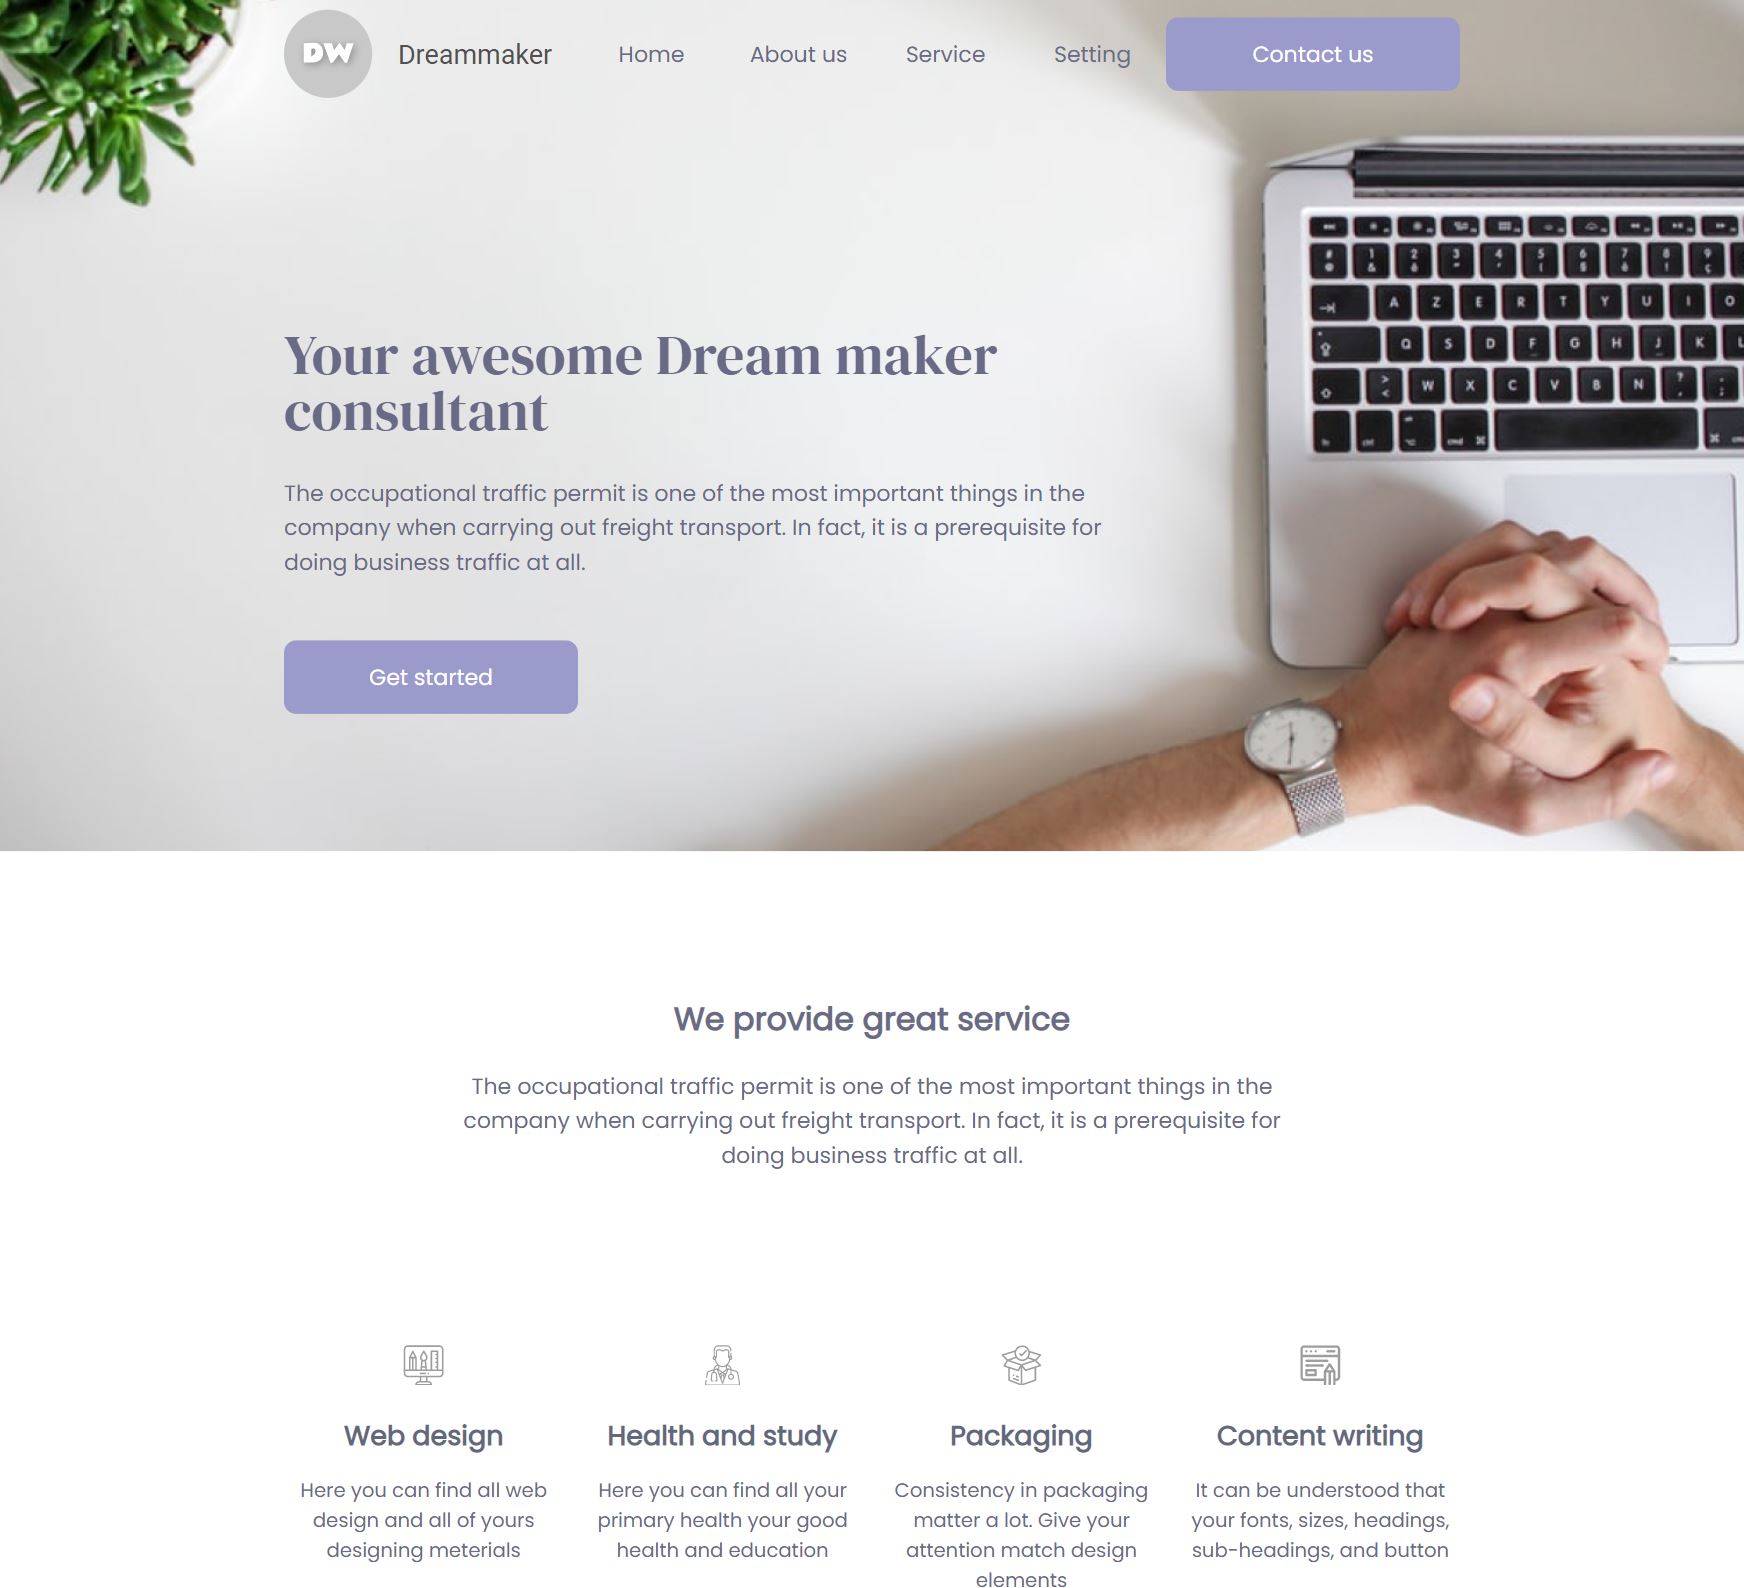 DW
Dreammaker
Home
About us
Service
Setting
Contact us
Your awesome Dream maker
consultant
The occupational traffic permit is one of the most important things in the
company when carrying out freight transport. In fact, it is a prerequisite for
doing business traffic at all.
Get started
We provide great service
The occupational traffic permit is one of the most important things in the
company when carrying out freight transport. In fact, it is a prerequisite for
doing business traffic at all.
Web design
Here you can find all web
design and all of yours
designing meterials
Health and study
Here you can find all your
primary health your good
health and education
Packaging
Consistency in packaging
matter a lot. Give your
attention match design
elements
Content writing
It can be understood that
your fonts, sizes, headings,
sub-headings, and button